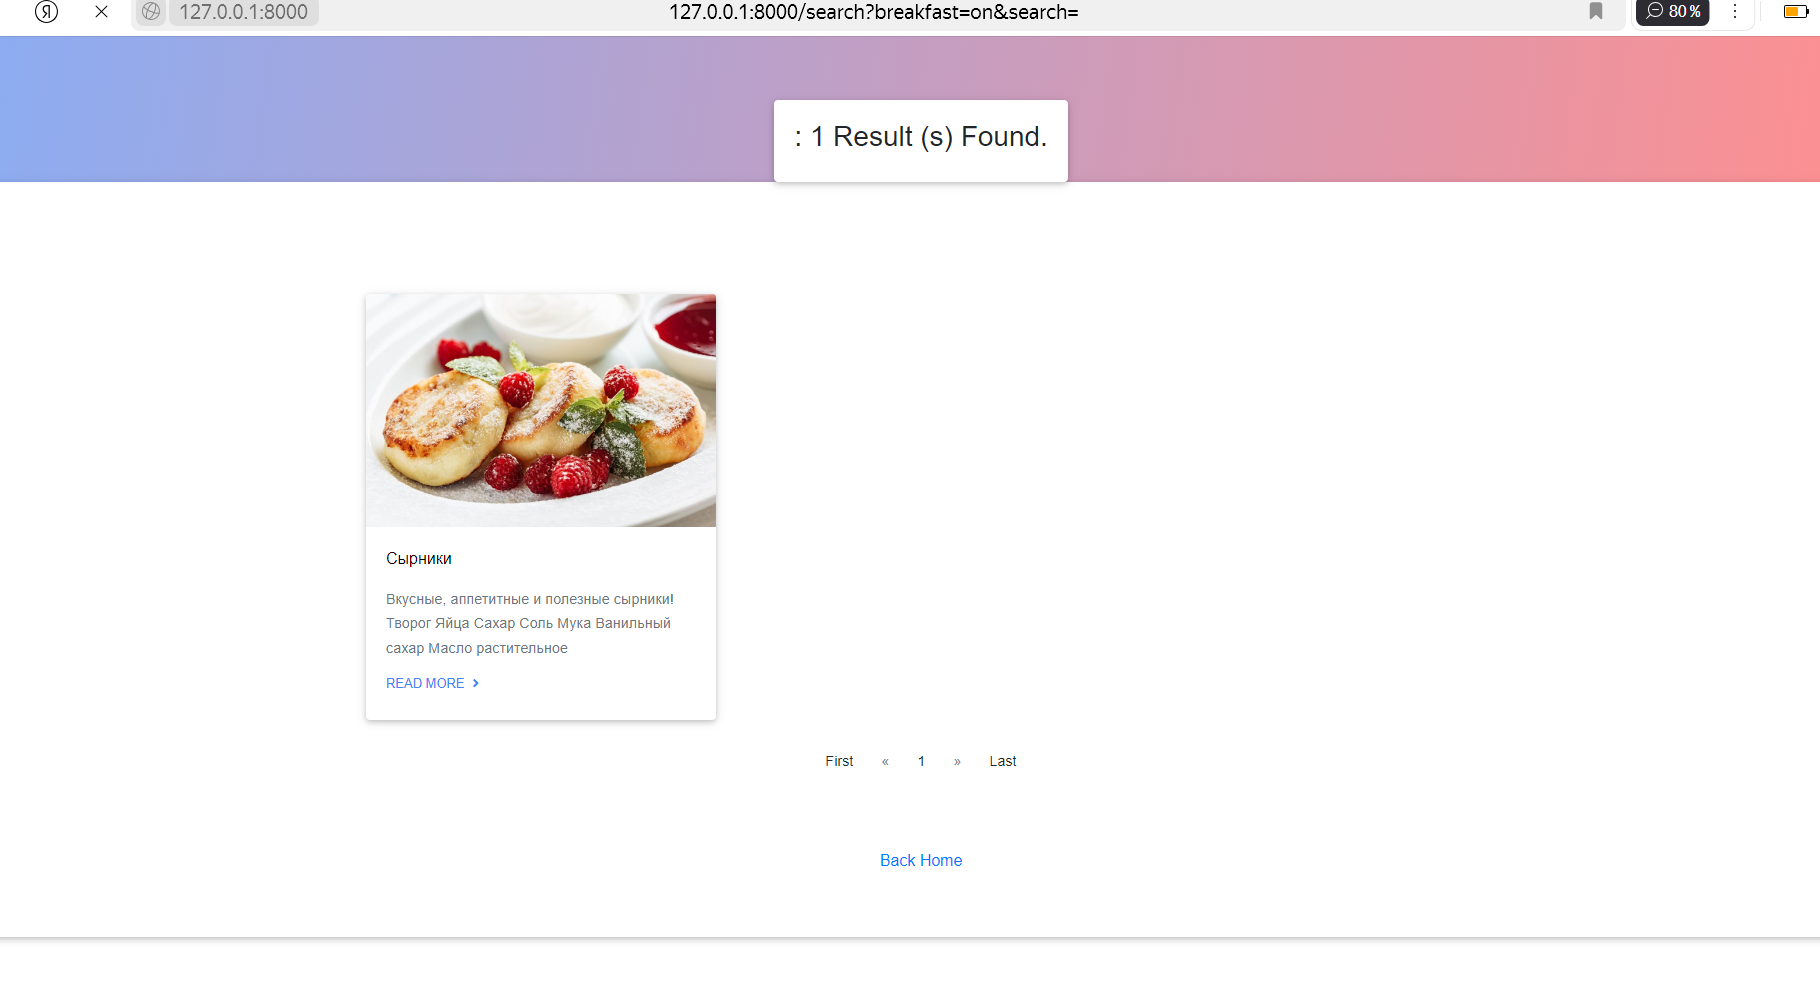 127.0.0.1:8000
127.0.0.1:8000/search?breakfast=on&search=
80%
: 1 Result (s) Found.
Сырники
Вкусные, аппетитные и полезные сырники!
Творог Яйца Сахар Соль Мука Ванильный
сахар Масло растительное
READ MORE
First « 1 » Last
Back Home